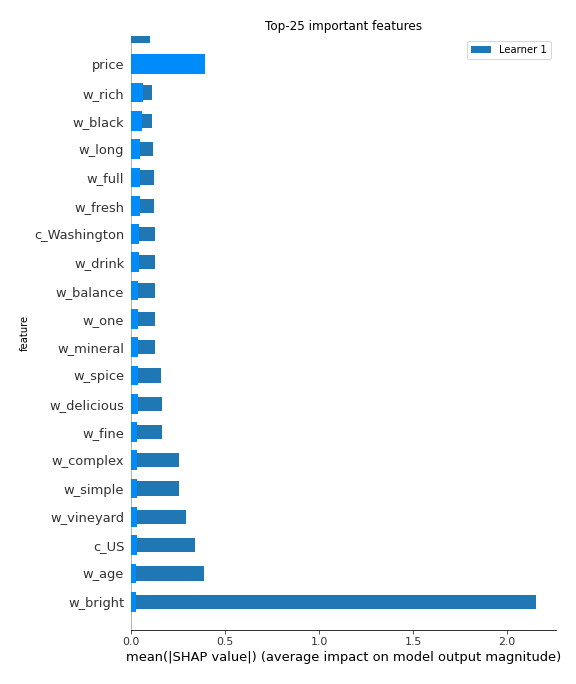 Top-25 important features
Learner 1
price
w_rich
w_black
w_long
w_full
w_fresh
c_Washington
w_drink
w_balance
w_one
w_mineral
w_spice
w_delicious
w_fine
w_complex
w_simple
w_vineyard
c_US
w_age
w_bright
feature
0.0 0.5 1.0 1.5 2.0
mean(|SHAP value|) (average impact on model output magnitude)